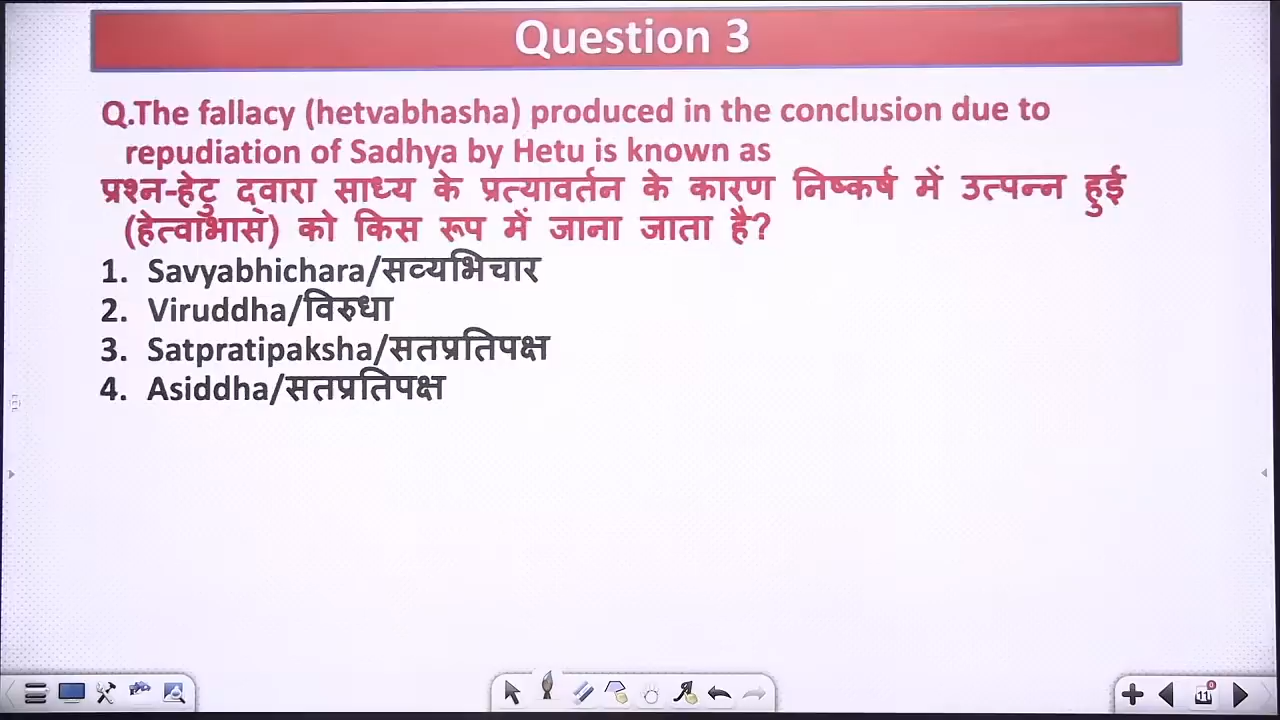 Question 3
Q.The fallacy (hetvabhasha) produced in the conclusion due to
repudiation of Sadhya by Hetu is known as
प्रश्न-हेटु द्वारा साध्य के प्रत्यावर्तन के कारण निष्कर्ष में उत्पन्न हुई
(हेत्वाभास) को किस रूप में जाना जाता है?
1. Savyabhichara/सव्यभिचार
2. Viruddha/विरुधा
3. Satpratipaksha/सतप्रतिपक्ष
4. Asiddha/सतप्रतिपक्ष
11